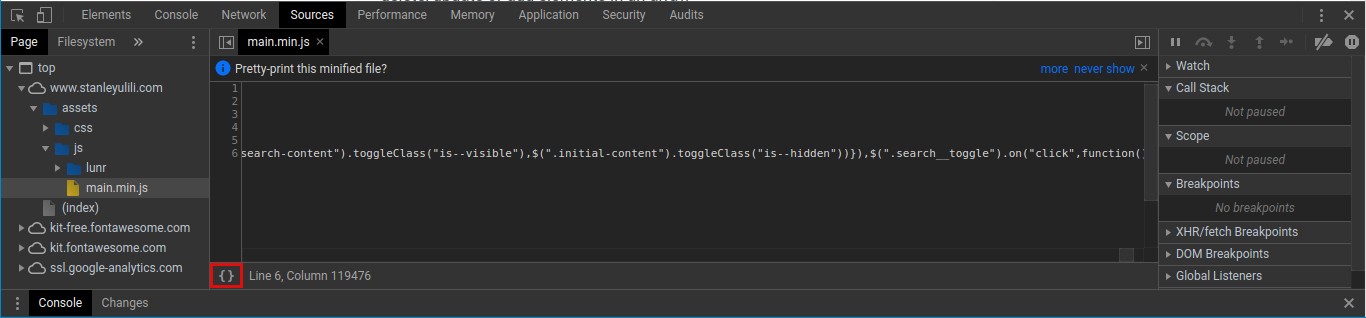 Elements Console Network Sources Performance Memory Application Security Audits
Page Filesystem » main.min.js ×
Pretty-print this minified file? more never show ×
top
www.stanleyulili.com
assets
css
js
lunr
main.min.js
(index)
kit-free.fontawesome.com
kit.fontawesome.com
ssl.google-analytics.com
1
2
3
4
5
6 search-content").toggleClass("is--visible"),$(".initial-content").toggleClass("is--hidden"))}),$(".search__toggle").on("click",function()
{} Line 6, Column 119476
Watch
Call Stack
Not paused
Scope
Not paused
Breakpoints
No breakpoints
XHR/fetch Breakpoints
DOM Breakpoints
Global Listeners
Console Changes